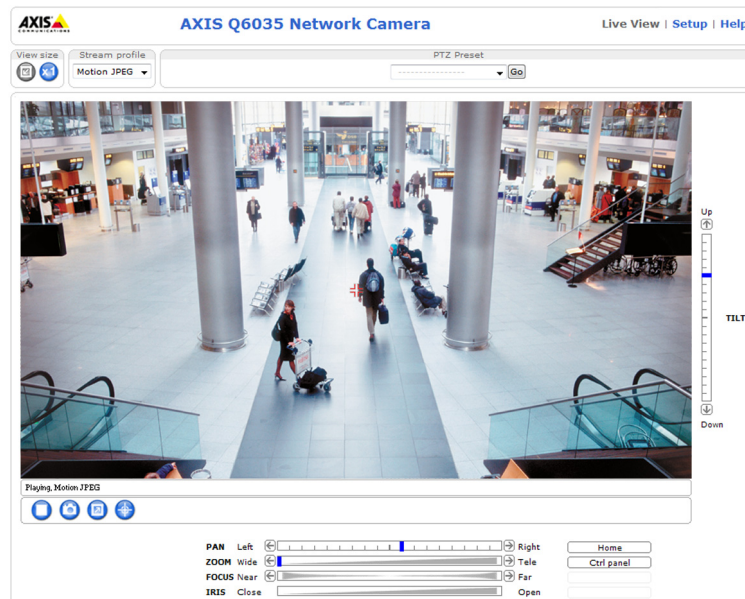 AXIS
COMMUNICATIONS
AXIS Q6035 Network Camera
Live View | Setup | Help
View size
Stream profile
PTZ Preset
x1
Motion JPEG
----------------
Go
Up
TILT
Down
Playing, Motion JPEG
PAN Left Right Home
ZOOM Wide Tele Ctrl panel
FOCUS Near Far
IRIS Close Open